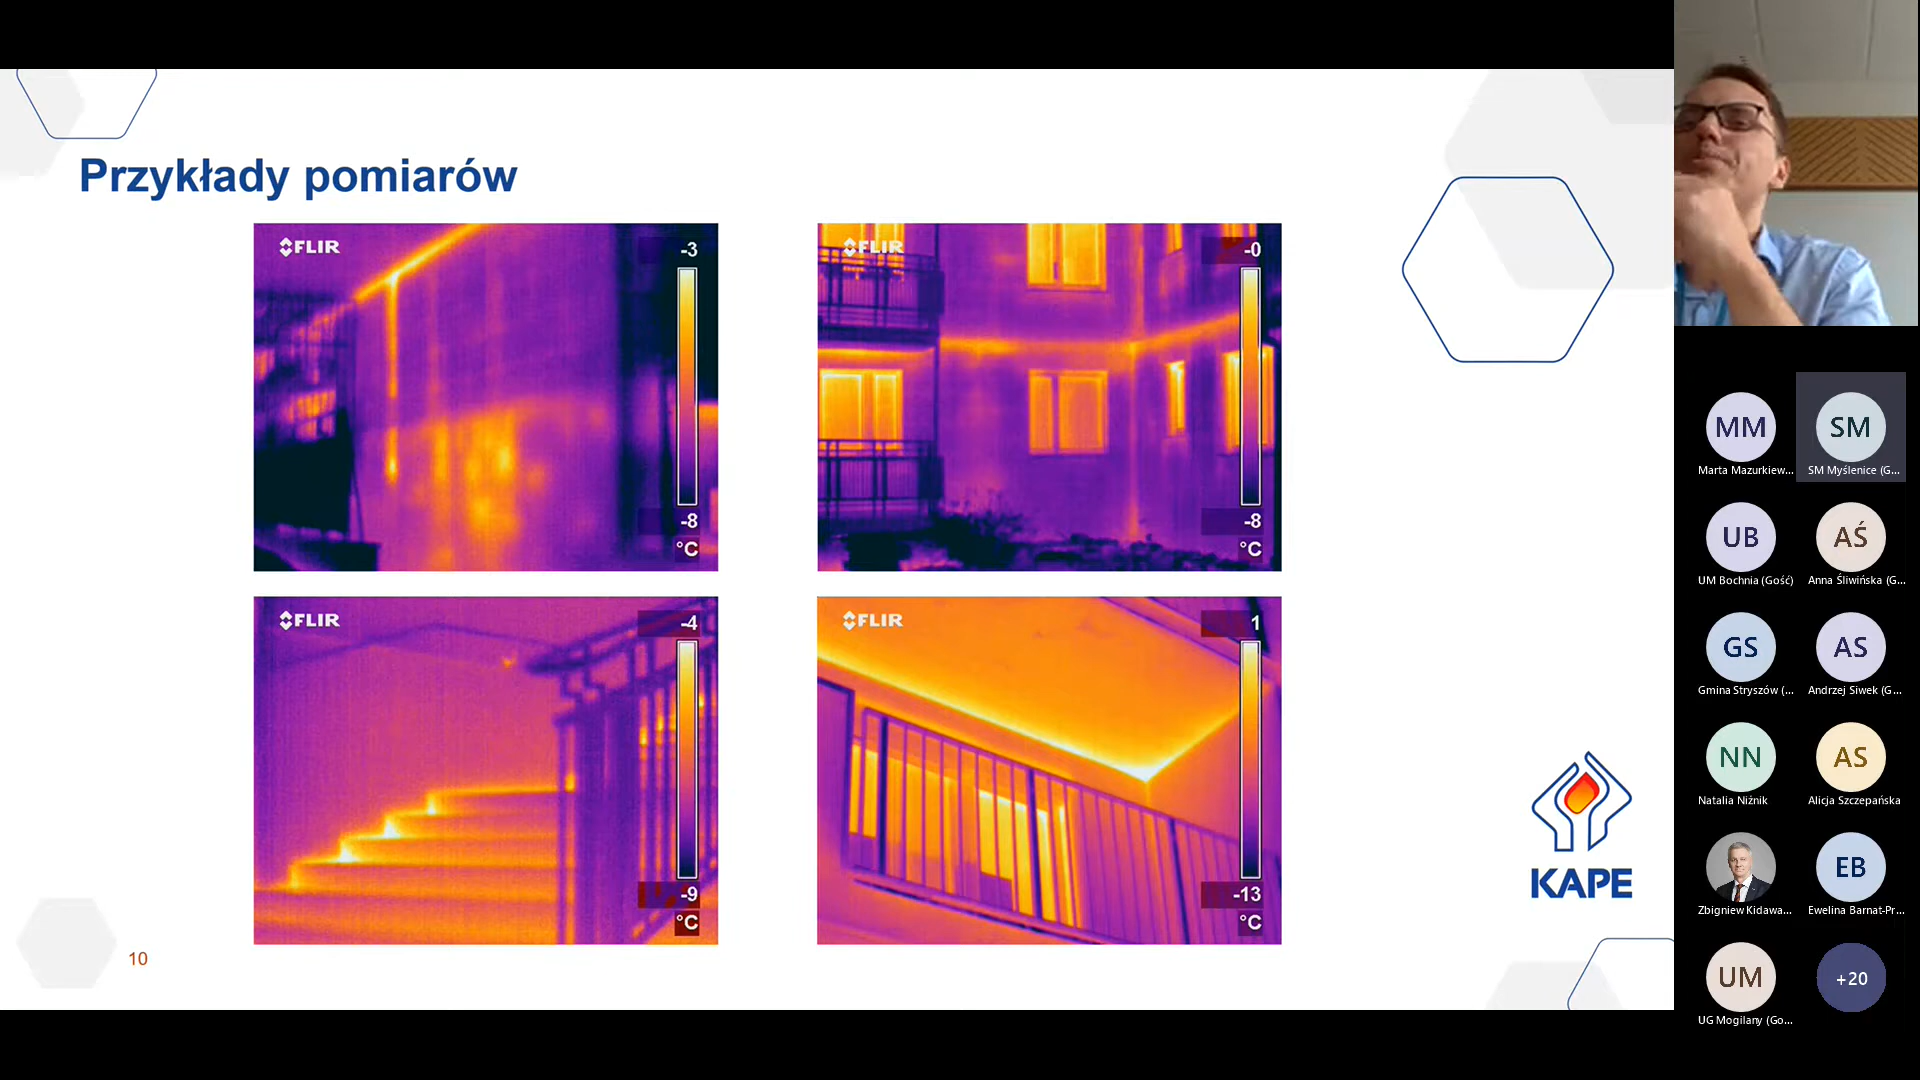 Przykłady pomiarów
FLIR
-3
-8
°C
FLIR
-0
-8
°C
FLIR
-4
-9
°C
FLIR
1
-13
°C
KAPE
10
MM
Marta Mazurkiew...
SM
SM Myślenice (G...
UB
UM Bochnia (Gość)
AŚ
Anna Śliwińska (G...
GS
Gmina Stryszów (...
AS
Andrzej Siwek (G...
NN
Natalia Niżnik
AS
Alicja Szczepańska
Zbigniew Kidawa...
EB
Ewelina Barnat-Pr...
UM
UG Mogilany (Go...
+20